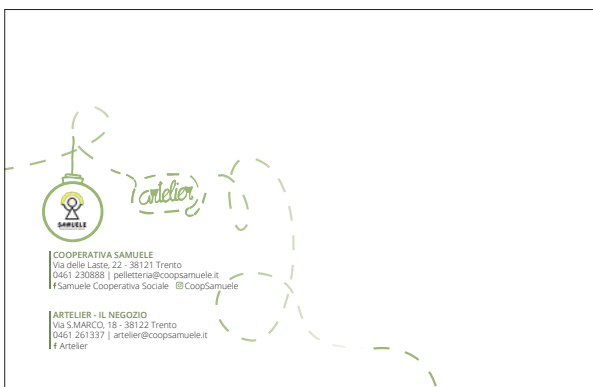 artelier
SAMUELE
COOPERATIVA SAMUELE
Via delle Laste, 22 - 38121 Trento
0461 230888 | pelletteria@coopsamuele.it
f Samuele Cooperativa Sociale CoopSamuele
ARTELIER - IL NEGOZIO
Via S.MARCO, 18 - 38122 Trento
0461 261337 | artelier@coopsamuele.it
f Artelier